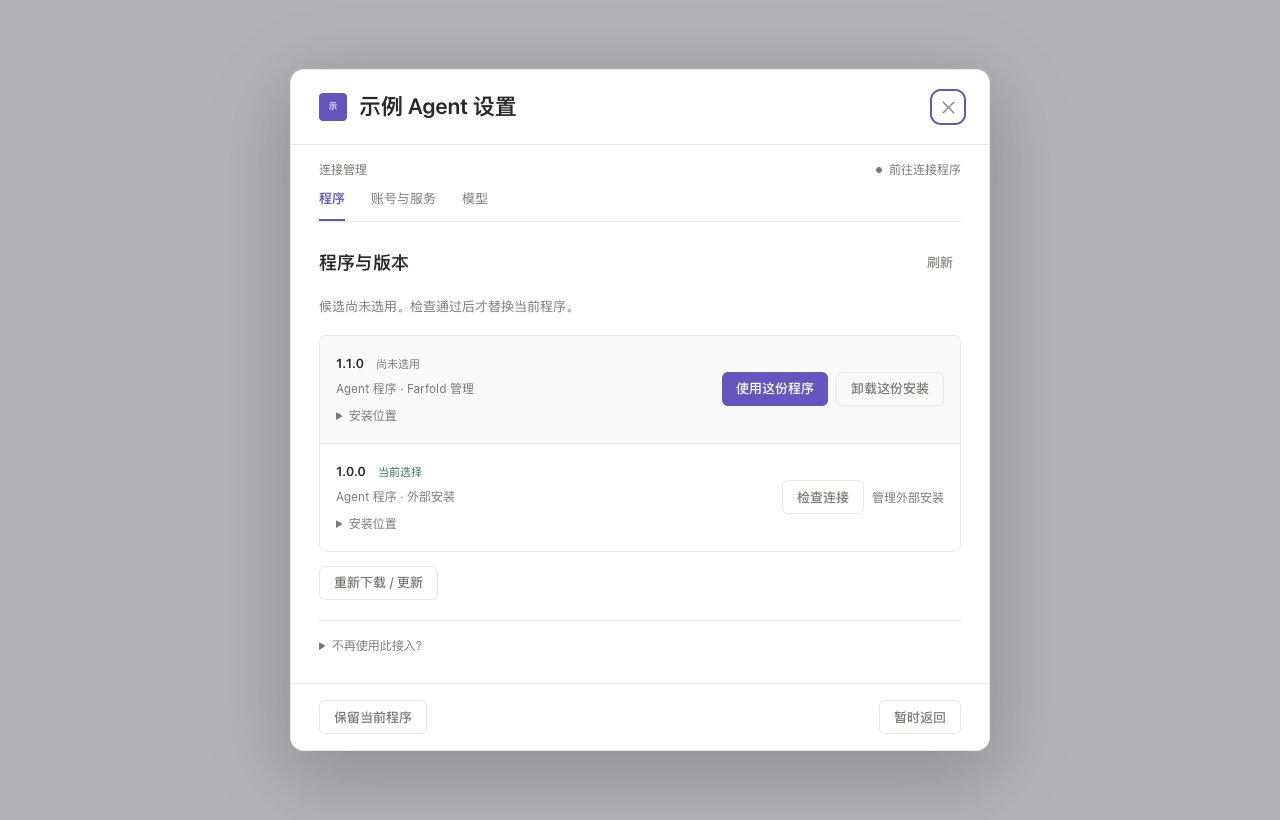 示
示例 Agent 设置
连接管理
前往连接程序
程序
账号与服务
模型
程序与版本
刷新
候选尚未选用。检查通过后才替换当前程序。
1.1.0 尚未选用
Agent 程序 · Farfold 管理
安装位置
使用这份程序
卸载这份安装
1.0.0 当前选择
Agent 程序 · 外部安装
安装位置
检查连接
管理外部安装
重新下载 / 更新
不再使用此接入?
保留当前程序
暂时返回